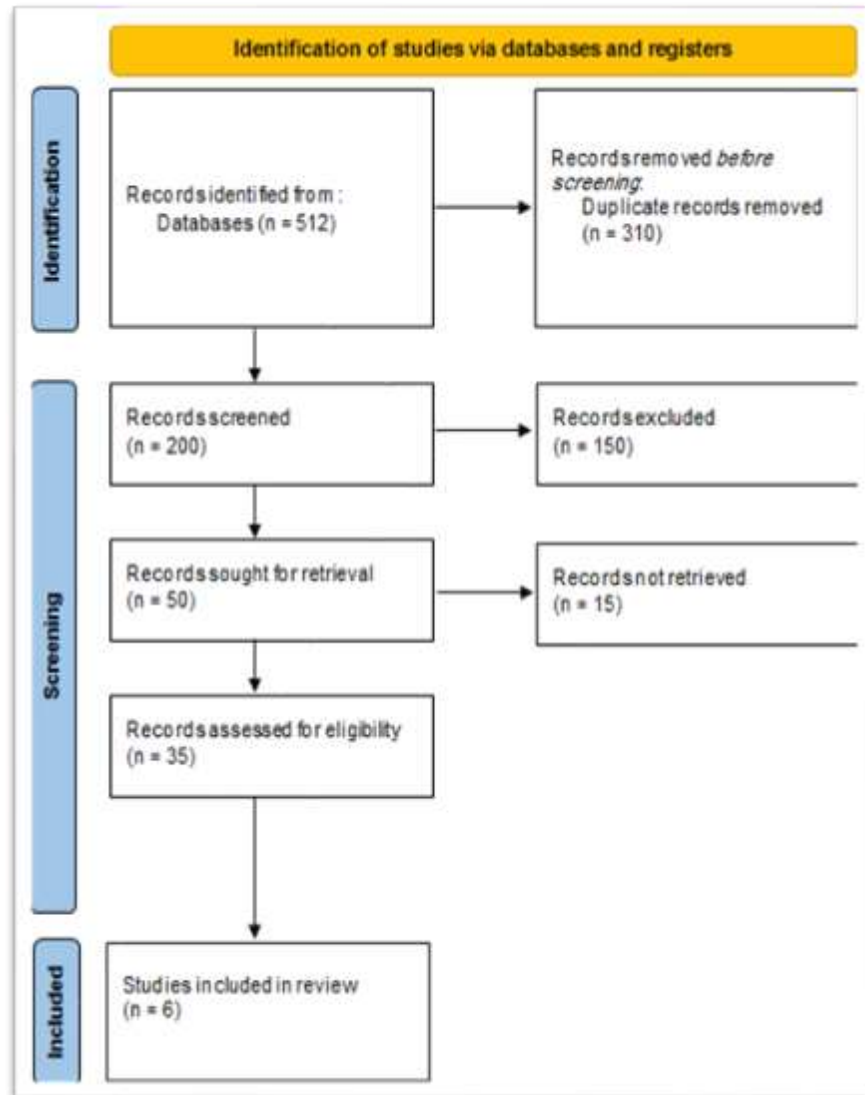 Identification of studies via databases and registers
Identification
Records identified from :
Databases (n = 512)
Records removed before
screening:
Duplicate records removed
(n = 310)
Screening
Records screened
(n = 200)
Records excluded
(n = 150)
Records sought for retrieval
(n = 50)
Records not retrieved
(n = 15)
Records assessed for eligibility
(n = 35)
Included
Studies included in review
(n = 6)